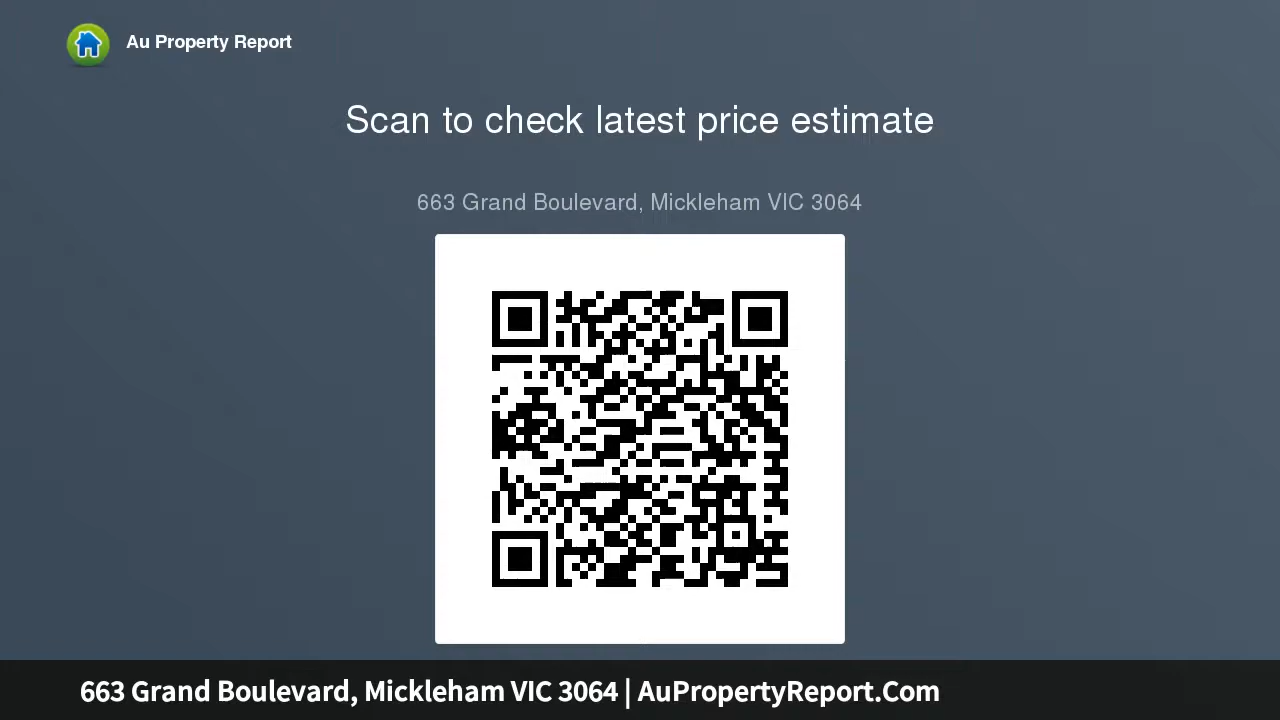 Au Property Report
Scan to check latest price estimate
663 Grand Boulevard, Mickleham VIC 3064
663 Grand Boulevard, Mickleham VIC 3064 | AuPropertyReport.Com